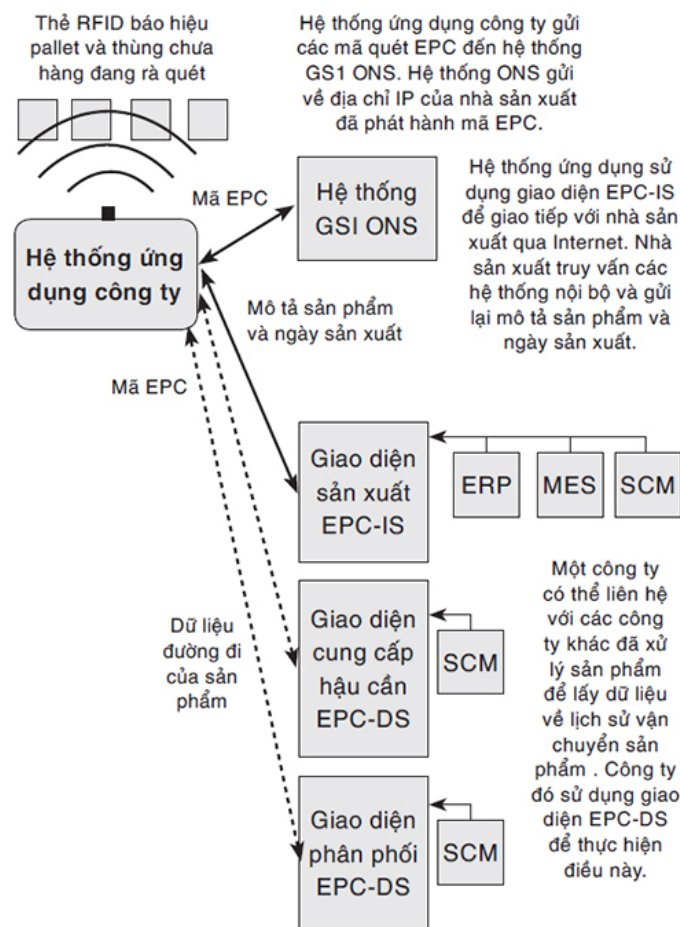 Thẻ RFID báo hiệu
pallet và thùng chưa
hàng đang rà quét
Hệ thống ứng dụng công ty gửi
các mã quét EPC đến hệ thống
GS1 ONS. Hệ thống ONS gửi
về địa chỉ IP của nhà sản xuất
đã phát hành mã EPC.
Mã EPC
Hệ thống
GSI ONS
Hệ thống ứng dụng sử
dụng giao diện EPC-IS
để giao tiếp với nhà sản
xuất qua Internet. Nhà
sản xuất truy vấn các
hệ thống nội bộ và gửi
lại mô tả sản phẩm và
ngày sản xuất.
Hệ thống ứng
dụng công ty
Mô tả sản phẩm
và ngày sản xuất
Mã EPC
Giao diện
sản xuất
EPC-IS
ERP
MES
SCM
Dữ liệu
đường đi
của sản
phẩm
Giao diện
cung cấp
hậu cần
EPC-DS
SCM
Một công ty
có thể liên hệ
với các công
ty khác đã xử
lý sản phẩm
để lấy dữ liệu
về lịch sử vận
chuyển sản
phẩm . Công ty
đó sử dụng giao
diện EPC-DS
để thực hiện
điều này.
Giao diện
phân phối
EPC-DS
SCM